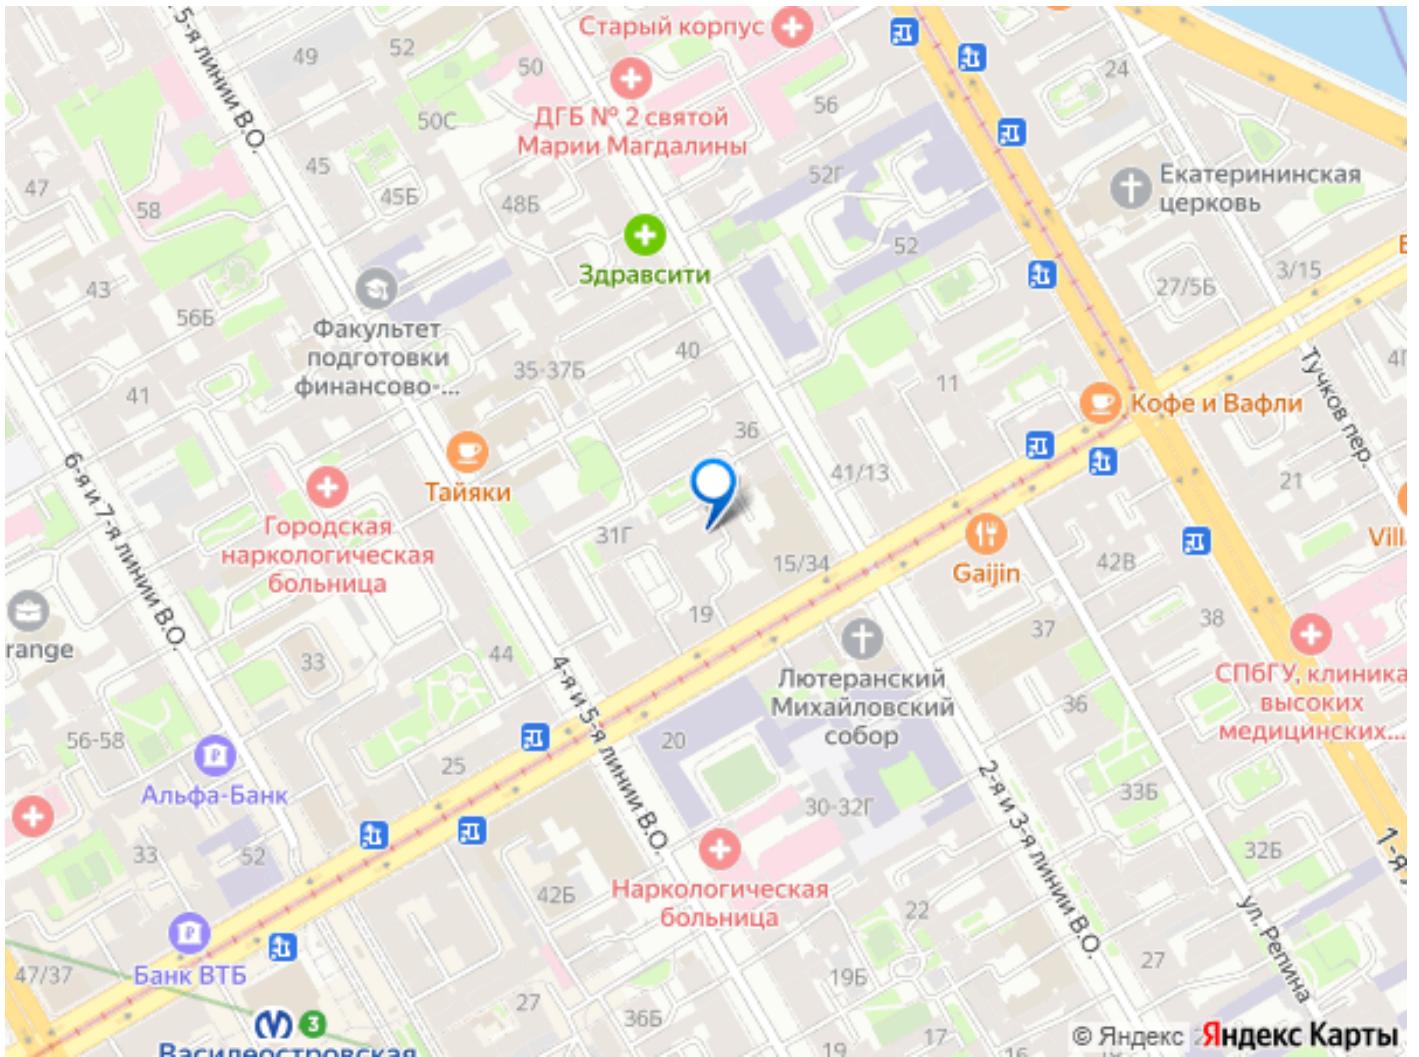 5-я линии В.О.
49
52
50
Старый корпус
24
50С
ДГБ № 2 святой
Марии Магдалины
56
47
45
45Б
58
48Б
52Г
Екатерининская
церковь
52
43
56Б
Здравсити
3/15
27/5Б
Факультет
подготовки
финансово-...
35-37Б
40
41
11
Кофе и Вафли
Тучков пер.
36
41/13
6-я и 7-я линии В.О.
Тайяки
21
Городская
наркологическая
больница
31Г
15/34
Gaijin
42В
Vill
19
38
37
range
33
44
4-я и 5-я линии В.О.
Лютеранский
Михайловский
собор
СПбГУ, клиника
высоких
медицинских...
36
56-58
20
25
Альфа-Банк
30-32Г
2-я и 3-я линии В.О.
33Б
33
52
32Б
1-я
42Б
Наркологическая
больница
22
ул. Репина
47/37
Банк ВТБ
19Б
27
27
36Б
3
Василеостровская
19
17
16
© Яндекс
Яндекс Карты